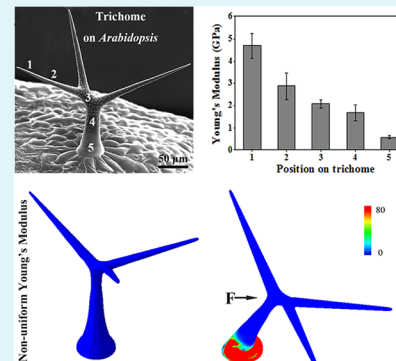 Trichome
on Arabidopsis
1
2
3
4
5
50 μm
Young's Modulus (GPa)
6
5
4
3
2
1
0
1 2 3 4 5
Position on trichome
Non-uniform Young's Modulus
F
80
0